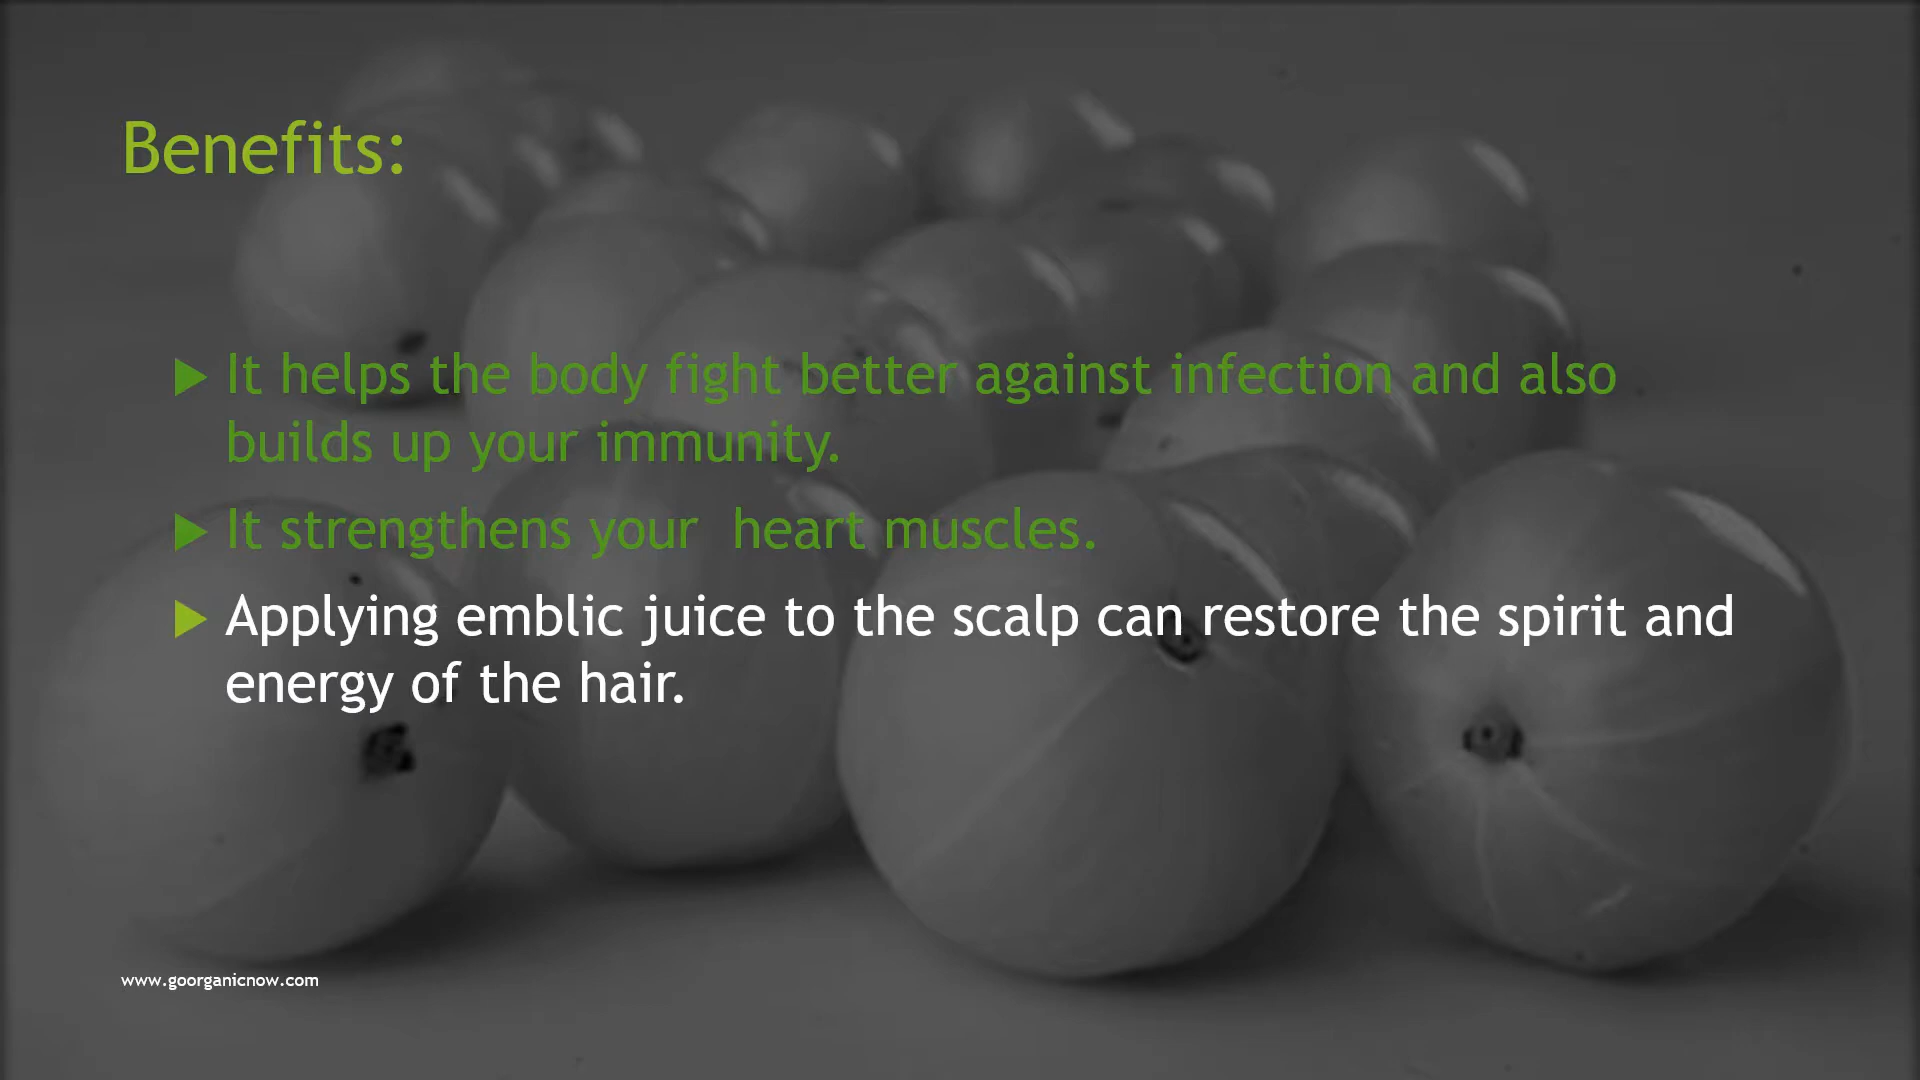 Benefits:
It helps the body fight better against infection and also
builds up your immunity.
It strengthens your  heart muscles.
Applying emblic juice to the scalp can restore the spirit and
energy of the hair.
www.goorganicnow.com